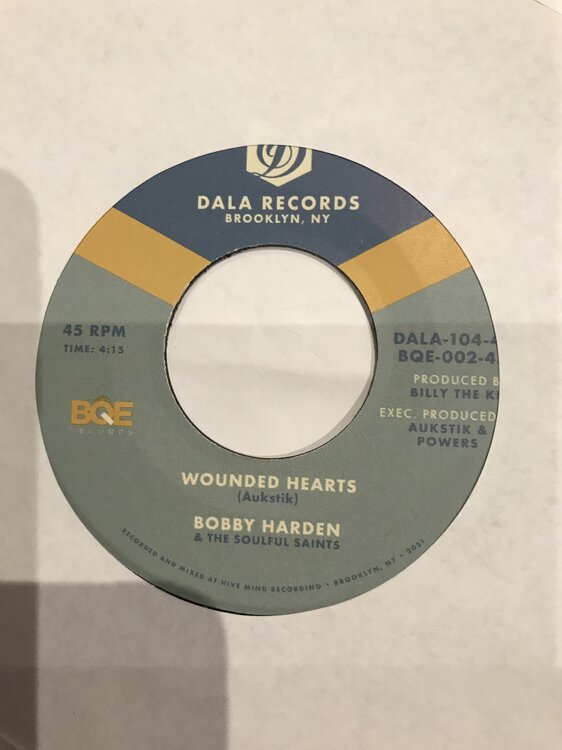 D
DALA RECORDS
BROOKLYN, NY
45 RPM
TIME: 4:15
DALA-104-4
BQE-002-4
PRODUCED B
BILLY THE K
EXEC. PRODUCED
AUKSTIK &
POWERS
BQE
RECORDS
WOUNDED HEARTS
(Aukstik)
BOBBY HARDEN
& THE SOULFUL SAINTS
RECORDED AND MIXED AT HIVE MIND RECORDING • BROOKLYN, NY • 2021